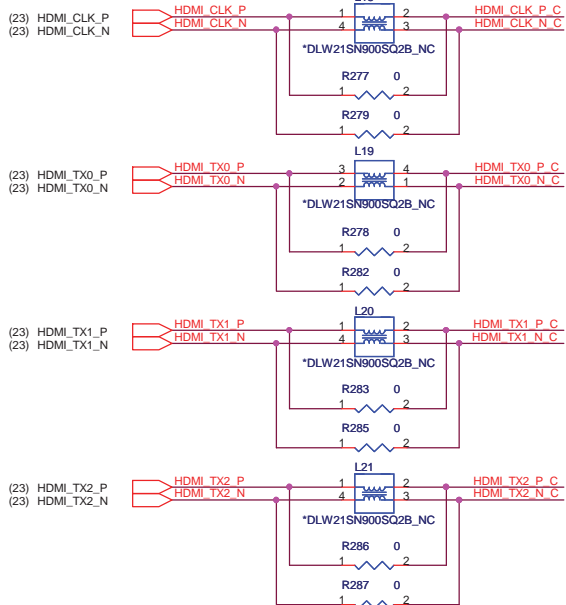 (23) HDMI_CLK_P HDMI_CLK_P 1 2 HDMI_CLK_P_C
(23) HDMI_CLK_N HDMI_CLK_N 4 3 HDMI_CLK_N_C
*DLW21SN900SQ2B_NC
R277 0
1 2
R279 0
1 2
L19
(23) HDMI_TX0_P HDMI_TX0_P 3 4 HDMI_TX0_P_C
(23) HDMI_TX0_N HDMI_TX0_N 2 1 HDMI_TX0_N_C
*DLW21SN900SQ2B_NC
R278 0
1 2
R282 0
1 2
L20
(23) HDMI_TX1_P HDMI_TX1_P 1 2 HDMI_TX1_P_C
(23) HDMI_TX1_N HDMI_TX1_N 4 3 HDMI_TX1_N_C
*DLW21SN900SQ2B_NC
R283 0
1 2
R285 0
1 2
L21
(23) HDMI_TX2_P HDMI_TX2_P 1 2 HDMI_TX2_P_C
(23) HDMI_TX2_N HDMI_TX2_N 4 3 HDMI_TX2_N_C
*DLW21SN900SQ2B_NC
R286 0
1 2
R287 0
1 2